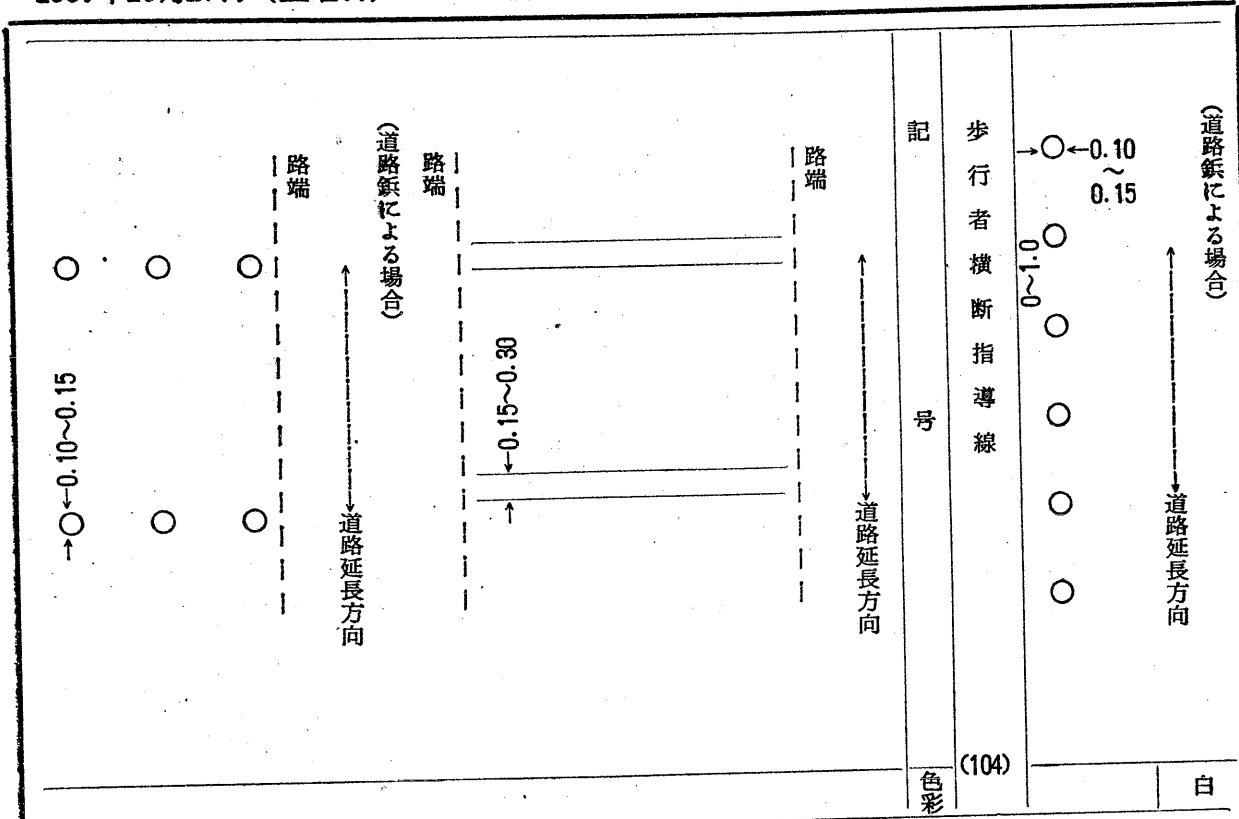 (道路鋲による場合)
0.10
~
0.15
0~1.0
道路延長方向
白
歩行者横断指導線
(104)
記号
色彩
路端
道路延長方向
0.15~0.30
路端
(道路鋲による場合)
路端
道路延長方向
0.10~0.15